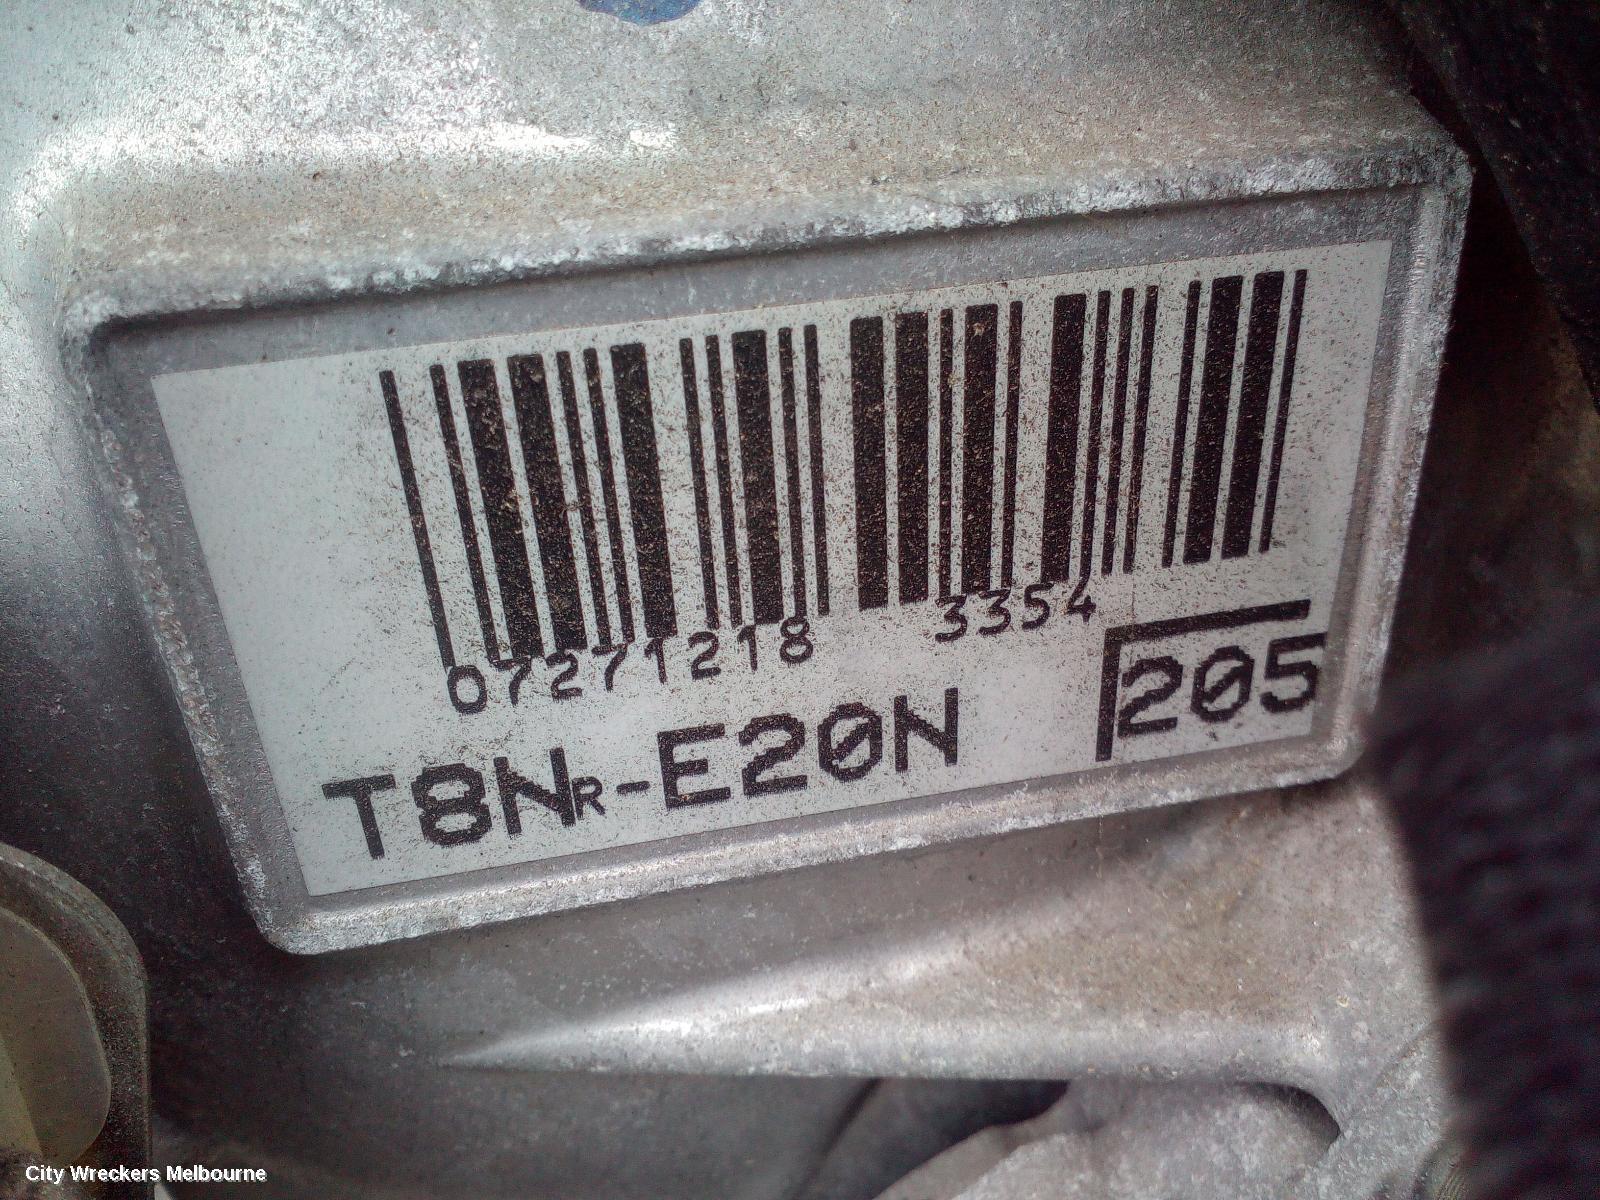 07271218 3354
205
T8NR-E20N
City Wreckers Melbourne